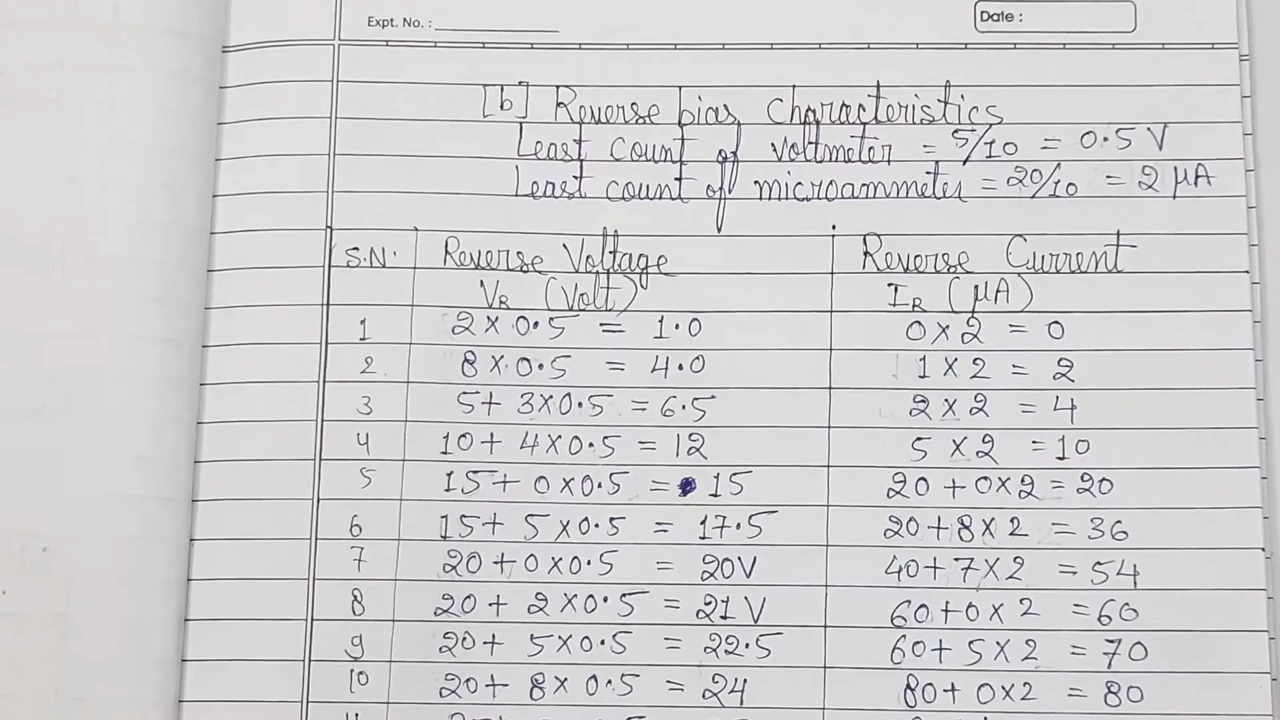 Expt. No. :
Date :
[b] Reverse bias Characteristics
Least count of voltmeter = 5/10 = 0.5 V
Least count of microammeter = 20/10 = 2 μA
S.N. Reverse Voltage Reverse Current
VR (Volt) IR (μA)
1 2 × 0.5 = 1.0 0 × 2 = 0
2 8 × 0.5 = 4.0 1 × 2 = 2
3 5 + 3 × 0.5 = 6.5 2 × 2 = 4
4 10 + 4 × 0.5 = 12 5 × 2 = 10
5 15 + 0 × 0.5 = 15 20 + 0 × 2 = 20
6 15 + 5 × 0.5 = 17.5 20 + 8 × 2 = 36
7 20 + 0 × 0.5 = 20V 40 + 7 × 2 = 54
8 20 + 2 × 0.5 = 21 V 60 + 0 × 2 = 60
9 20 + 5 × 0.5 = 22.5 60 + 5 × 2 = 70
10 20 + 8 × 0.5 = 24 80 + 0 × 2 = 80